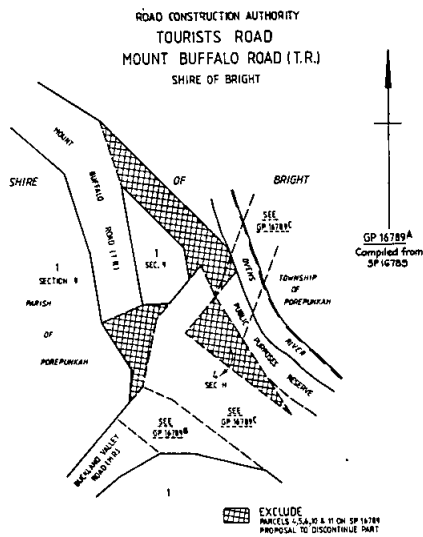 ROAD CONSTRUCTION AUTHORITY
TOURISTS ROAD
MOUNT BUFFALO ROAD (T.R.)
SHIRE OF BRIGHT
MOUNT
BUFFALO
ROAD (T.R.)
SHIRE
OF
BRIGHT
SEE
GP 16789C
GP 16789A
Compiled from
SP 16789
OVENS
RIVER
TOWNSHIP
OF POREPUNKAH
1
SEC. 9
1
SECTION 9
PARISH
OF
POREPUNKAH
PUBLIC
PURPOSES
RESERVE
4
SEC. H
SEE
GP 16789B
SEE
GP 16789C
BUCKLAND VALLEY
ROAD (M.R.)
1
EXCLUDE
PARCELS 4,5,6,10 & 11 ON SP 16789
PROPOSAL TO DISCONTINUE PART